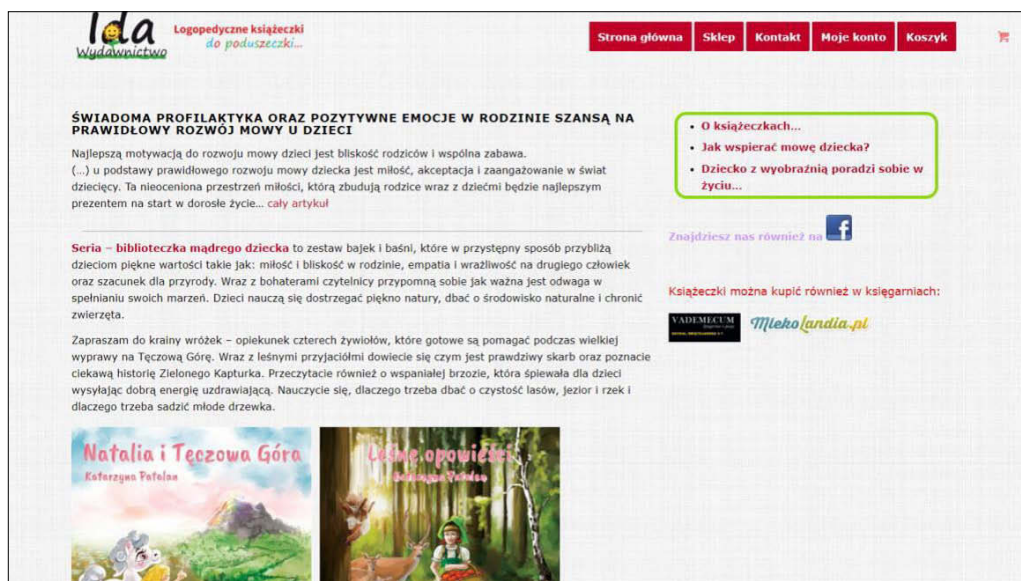 Ida
Wydawnictwo
Logopedyczne książeczki
do poduszeczki...
Strona główna Sklep Kontakt Moje konto Koszyk
ŚWIADOMA PROFILAKTYKA ORAZ POZYTYWNE EMOCJE W RODZINIE SZANSĄ NA
PRAWIDŁOWY ROZWÓJ MOWY U DZIECI
Najlepszą motywacją do rozwoju mowy dzieci jest bliskość rodziców i wspólna zabawa.
(...) u podstawy prawidłowego rozwoju mowy dziecka jest miłość, akceptacja i zaangażowanie w świat
dziecięcy. Ta nieoceniona przestrzeń miłości, którą zbudują rodzice wraz z dziećmi będzie najlepszym
prezentem na start w dorosłe życie... cały artykuł
Seria – biblioteczka mądrego dziecka to zestaw bajek i baśni, które w przystępny sposób przybliżą
dzieciom piękne wartości takie jak: miłość i bliskość w rodzinie, empatia i wrażliwość na drugiego człowieka
oraz szacunek dla przyrody. Wraz z bohaterami czytelnicy przypomną sobie jak ważna jest odwaga w
spełnianiu swoich marzeń. Dzieci nauczą się dostrzegać piękno natury, dbać o środowisko naturalne i chronić
zwierzęta.
Zapraszam do krainy wróżek – opiekunek czterech żywiołów, które gotowe są pomagać podczas wielkiej
wyprawy na Tęczową Górę. Wraz z leśnymi przyjaciółmi dowiecie się czym jest prawdziwy skarb oraz poznacie
ciekawą historię Zielonego Kapturka. Przeczytacie również o wspaniałej brzozie, która śpiewała dla dzieci
wysyłając dobrą energię uzdrawiającą. Nauczycie się, dlaczego trzeba dbać o czystość lasów, jezior i rzek i
dlaczego trzeba sadzić młode drzewka.
Natalia i Tęczowa Góra
Katarzyna Patalan
Leśne opowieści
Katarzyna Patalan
O książeczkach...
Jak wspierać mowę dziecka?
Dziecko z wyobraźnią poradzi sobie w
życiu...
Znajdziesz nas również na f
Książeczki można kupić również w księgarniach:
VADEMECUM
MlekoLandia.pl